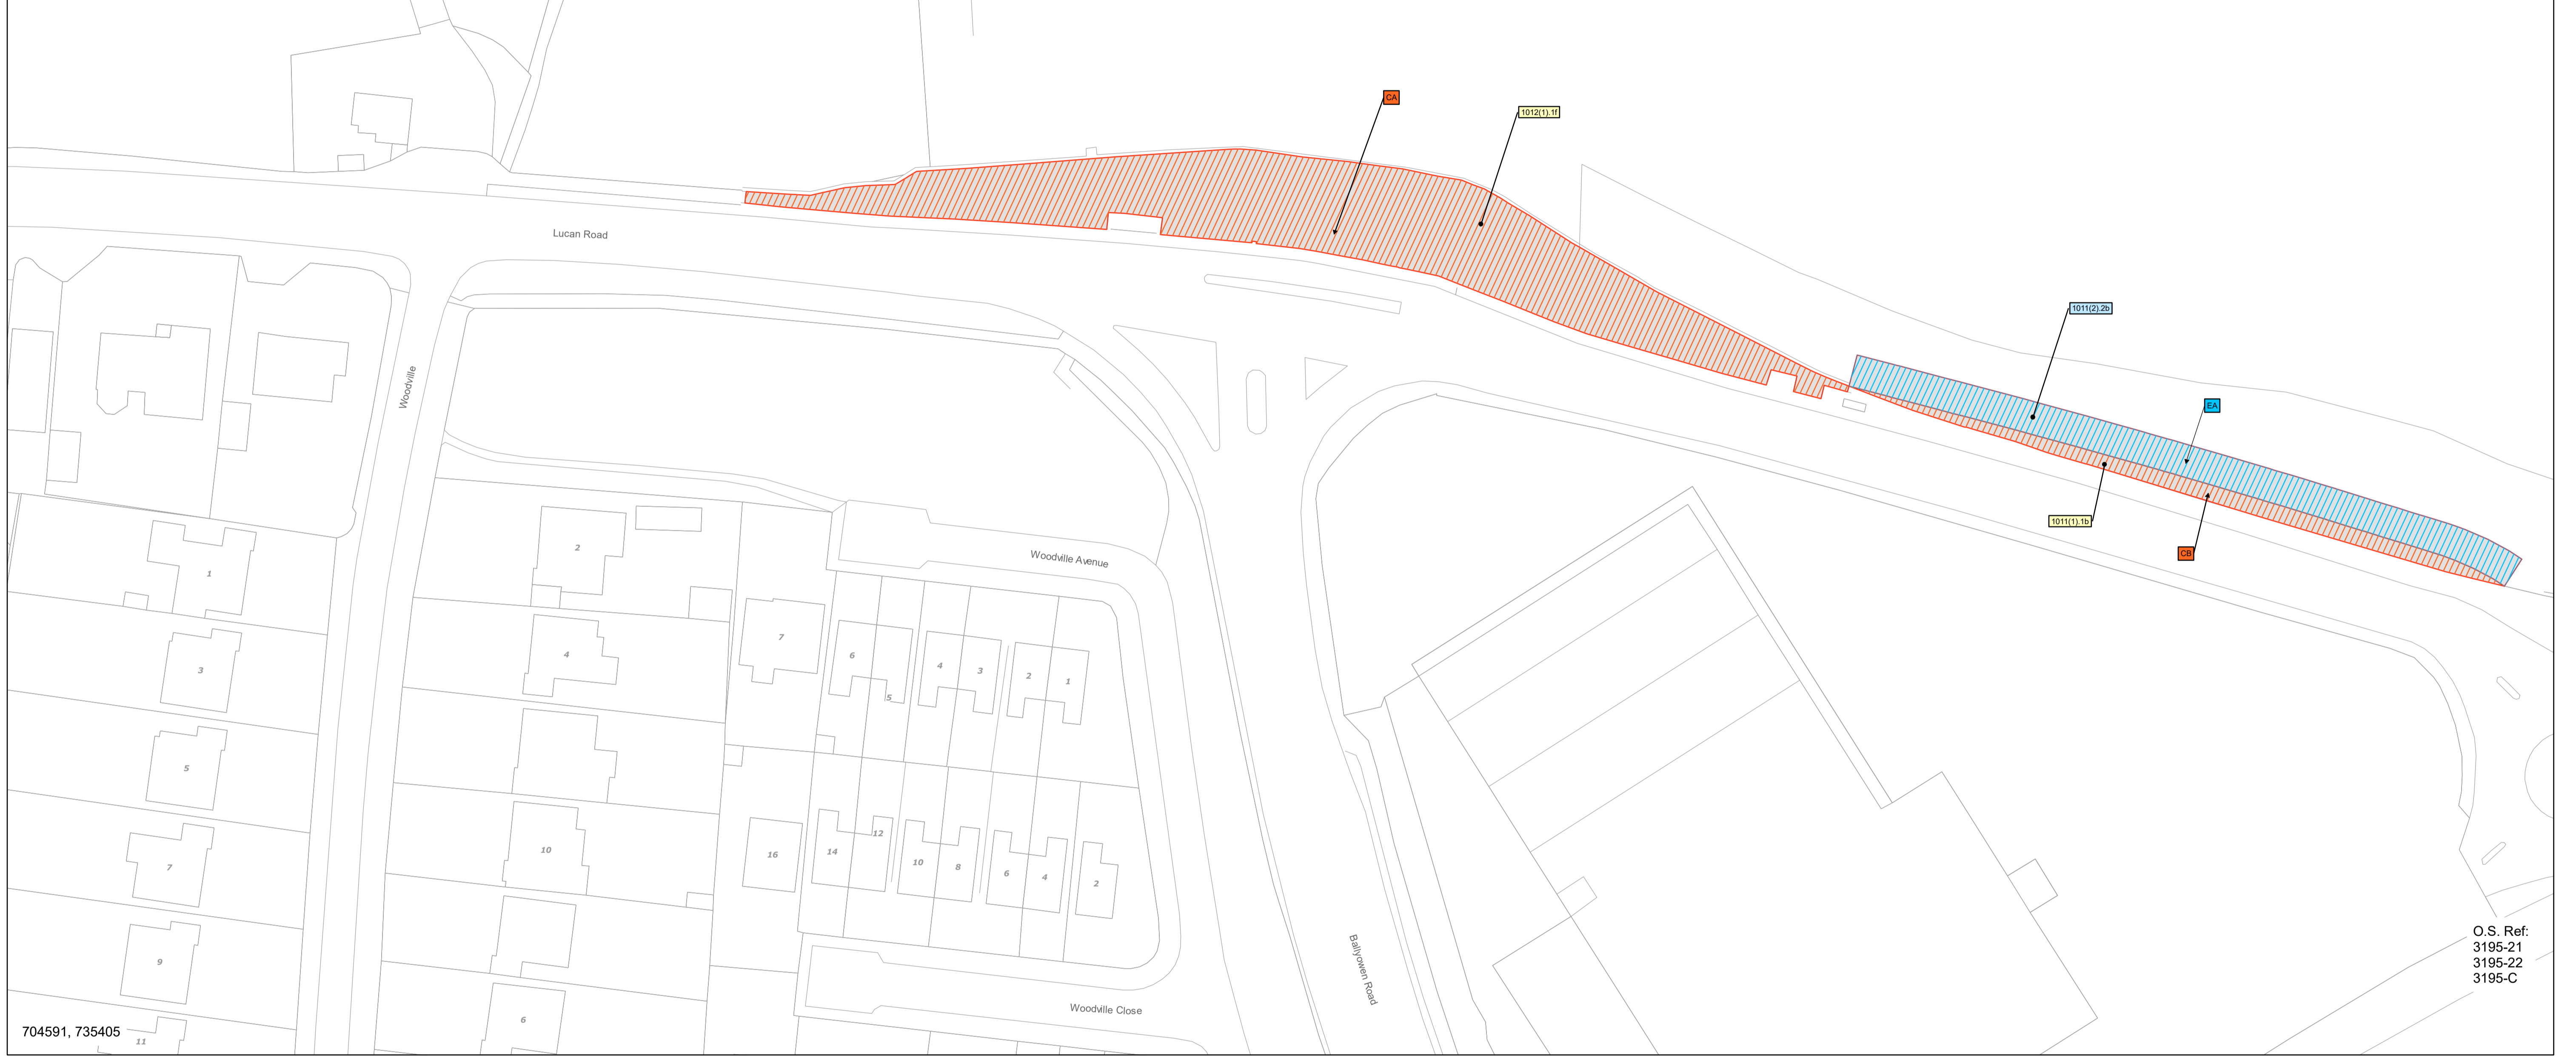 CA
1012(1).1f
Lucan Road
1011(2).2b
EA
Woodville
1011(1).1b
CB
2
1
Woodville Avenue
7
6
4
3
2
1
5
4
3
5
12
14
10
16
10
8
6
4
2
7
9
Ballyowen Road
O.S. Ref:
3195-21
3195-22
3195-C
Woodville Close
6
704591, 735405
11